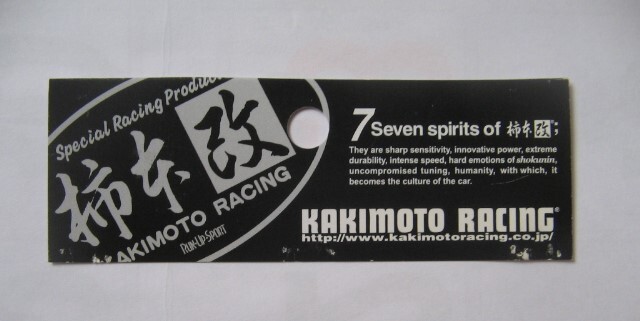 Special Racing Produc
柿本改
KAKIMOTO RACING
RUN-UP SPORT
7 Seven spirits of 柿本改;
They are sharp sensitivity, innovative power, extreme
durability, intense speed, hard emotions of shokunin,
uncompromised tuning, humanity, with which, it
becomes the culture of the car.
KAKIMOTO RACING®
http://www.kakimotoracing.co.jp/